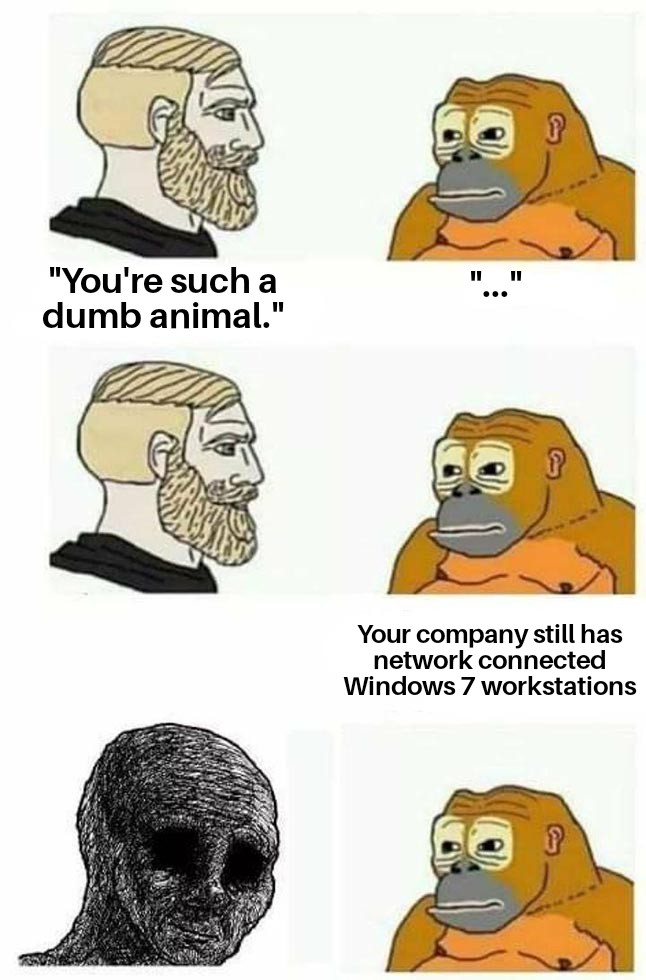 "You're such a
dumb animal."
"..."
Your company still has
network connected
Windows 7 workstations